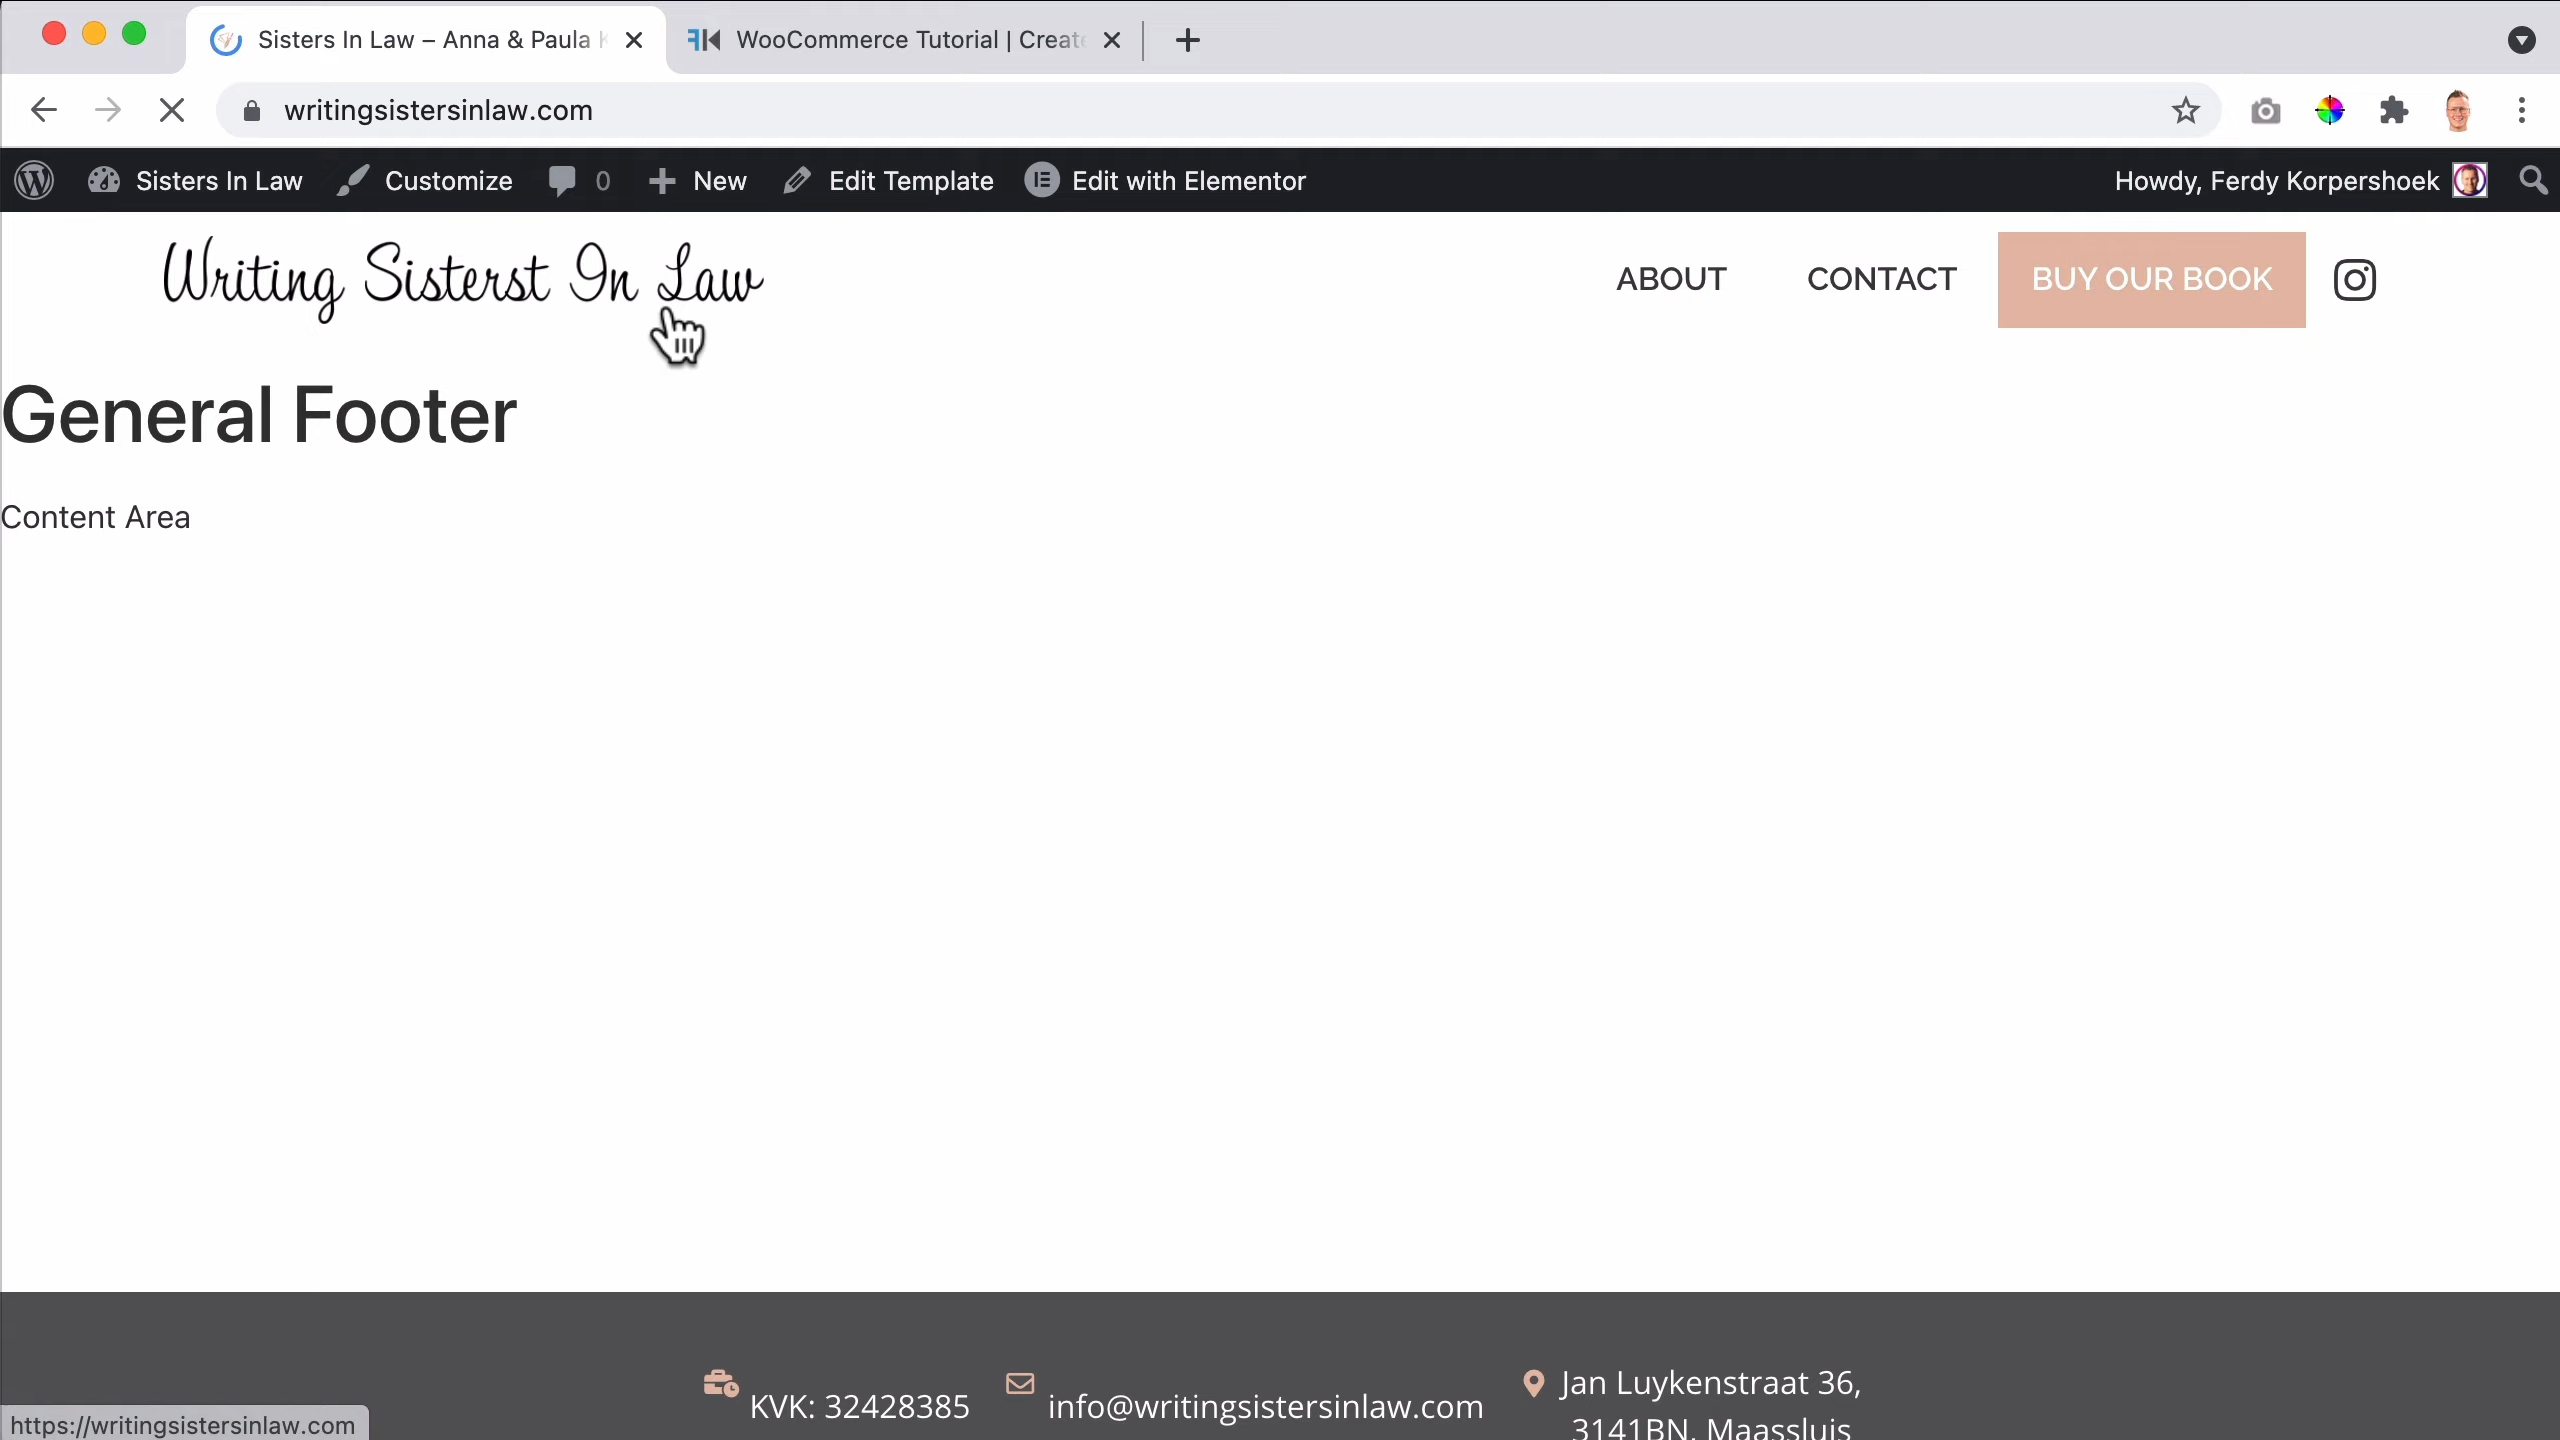 Sisters In Law – Anna & Paula K
WooCommerce Tutorial | Create
writingsistersinlaw.com
Sisters In Law
Customize
0
New
Edit Template
Edit with Elementor
Howdy, Ferdy Korpershoek
Writing Sisterst In Law
ABOUT
CONTACT
BUY OUR BOOK
General Footer
Content Area
KVK: 32428385
info@writingsistersinlaw.com
Jan Luykenstraat 36,
3141BN, Maassluis
https://writingsistersinlaw.com